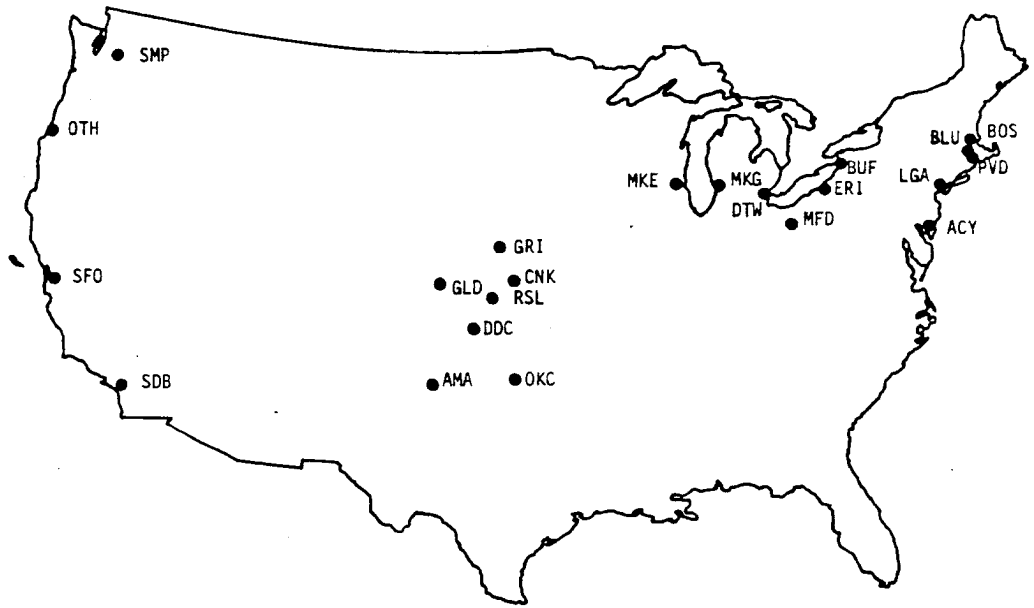 SMP
OTH
BLU
BOS
PVD
BUF
MKE
MKG
LGA
ERI
DTW
MFD
ACY
GRI
SFO
CNK
GLD
RSL
DDC
SDB
AMA
OKC